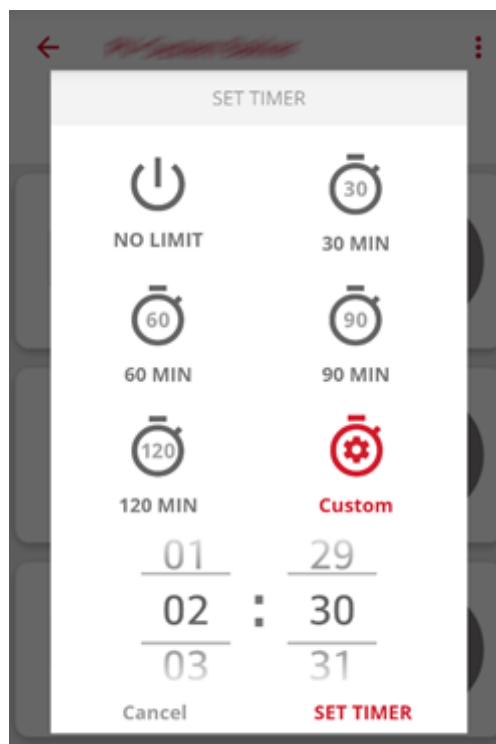 SET TIMER
NO LIMIT
30
30 MIN
60
60 MIN
90
90 MIN
120
120 MIN
Custom
01 29
02 : 30
03 31
Cancel SET TIMER